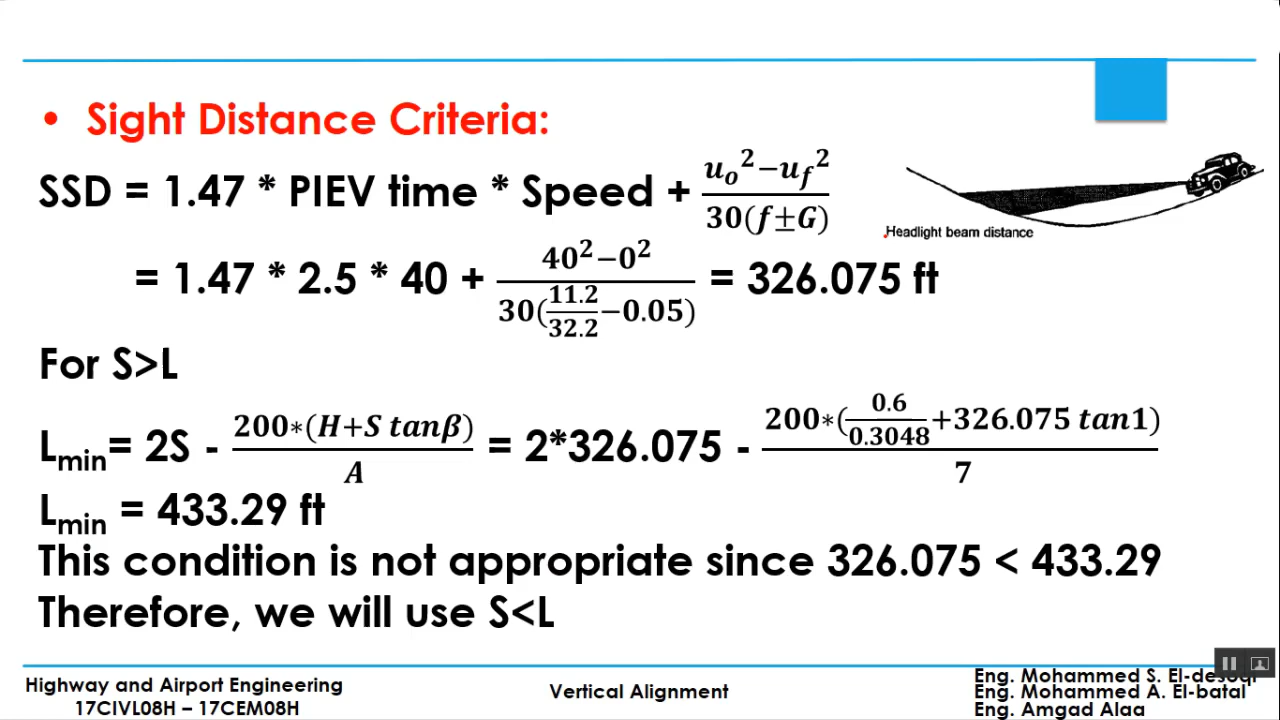 • Sight Distance Criteria:
SSD = 1.47 * PIEV time * Speed + (u_o² − u_f²) / (30(f ± G))
= 1.47 * 2.5 * 40 + (40² − 0²) / (30(11.2/32.2 − 0.05)) = 326.075 ft
Headlight beam distance
For S>L
L_min = 2S - (200∗(H+S tanβ)) / A = 2*326.075 - (200∗(0.6/0.3048 + 326.075 tan1)) / 7
L_min = 433.29 ft
This condition is not appropriate since 326.075 < 433.29
Therefore, we will use S<L
Highway and Airport Engineering
17CIVL08H – 17CEM08H
Vertical Alignment
Eng. Mohammed S. El-desuqi
Eng. Mohammed A. El-batal
Eng. Amgad Alaa